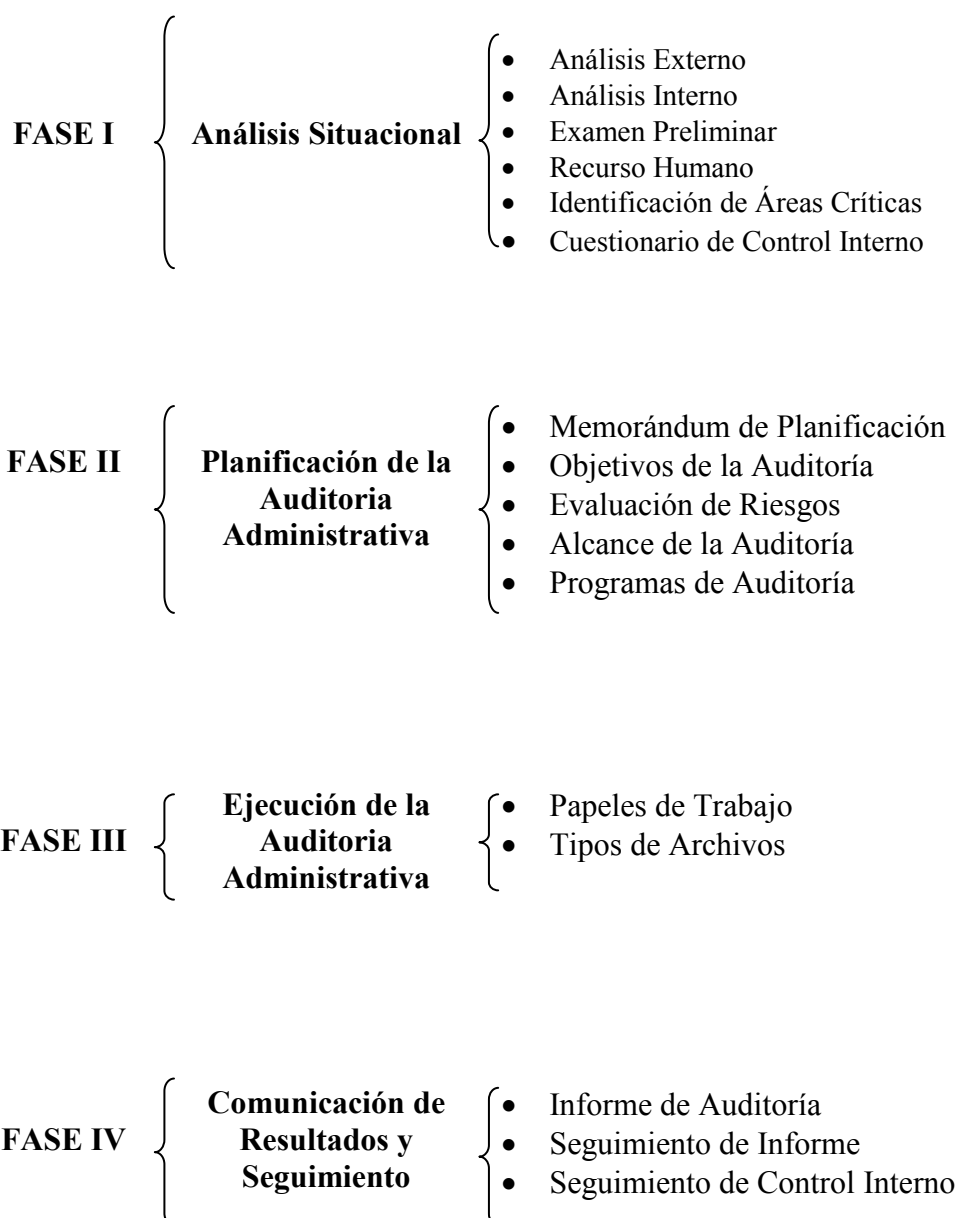 FASE I
Análisis Situacional
• Análisis Externo
• Análisis Interno
• Examen Preliminar
• Recurso Humano
• Identificación de Áreas Críticas
• Cuestionario de Control Interno
FASE II
Planificación de la
Auditoria
Administrativa
• Memorándum de Planificación
• Objetivos de la Auditoría
• Evaluación de Riesgos
• Alcance de la Auditoría
• Programas de Auditoría
FASE III
Ejecución de la
Auditoria
Administrativa
• Papeles de Trabajo
• Tipos de Archivos
FASE IV
Comunicación de
Resultados y
Seguimiento
• Informe de Auditoría
• Seguimiento de Informe
• Seguimiento de Control Interno